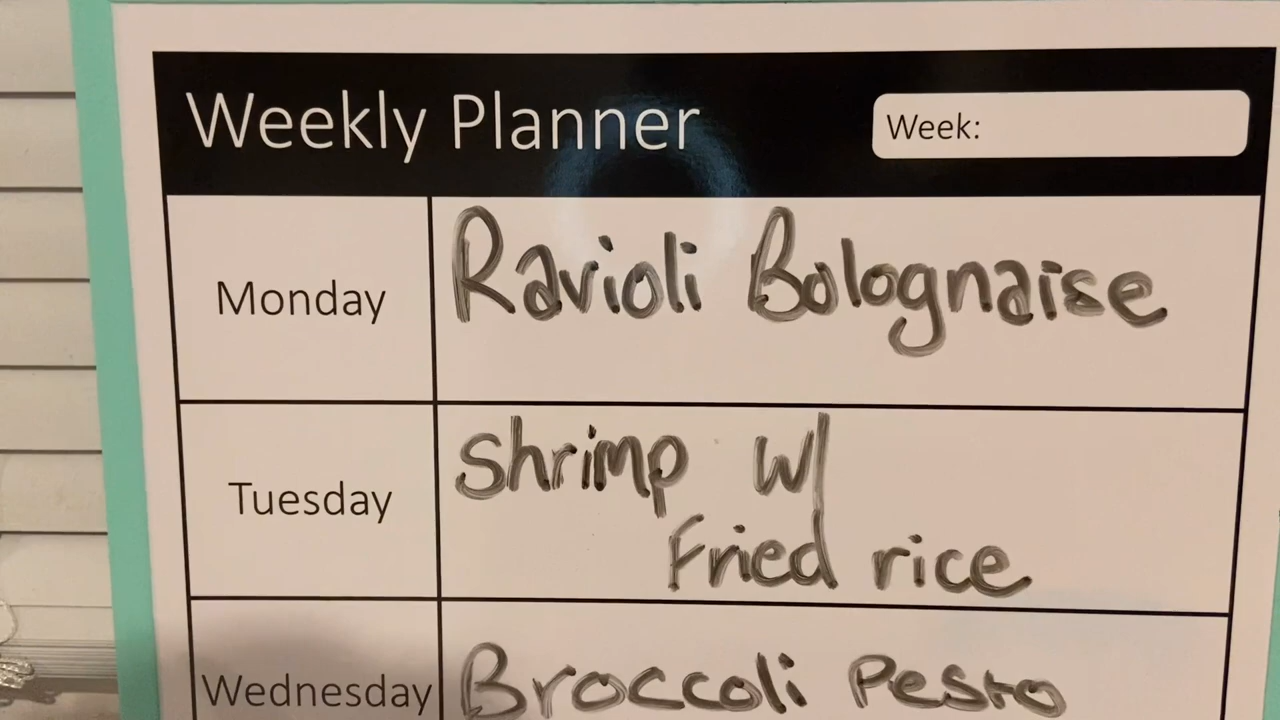 Weekly Planner
Week:
Monday
Ravioli Bolognaise
Tuesday
Shrimp w/
Fried rice
Wednesday
Broccoli Pesto